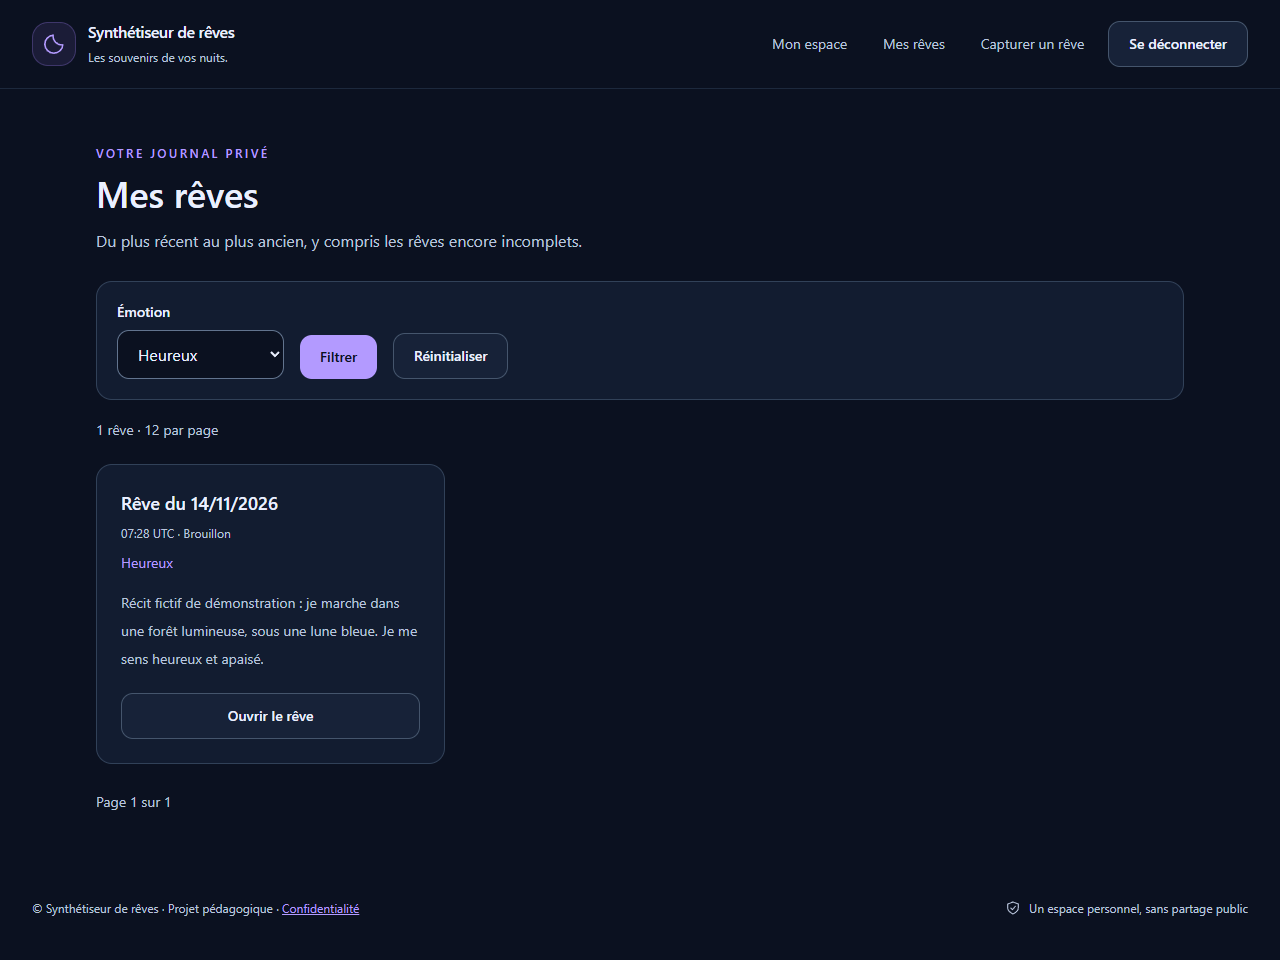 Synthétiseur de rêves
Les souvenirs de vos nuits.
Mon espace
Mes rêves
Capturer un rêve
Se déconnecter
VOTRE JOURNAL PRIVÉ
Mes rêves
Du plus récent au plus ancien, y compris les rêves encore incomplets.
Émotion
Heureux
Filtrer
Réinitialiser
1 rêve · 12 par page
Rêve du 14/11/2026
07:28 UTC · Brouillon
Heureux
Récit fictif de démonstration : je marche dans
une forêt lumineuse, sous une lune bleue. Je me
sens heureux et apaisé.
Ouvrir le rêve
Page 1 sur 1
© Synthétiseur de rêves · Projet pédagogique · Confidentialité
Un espace personnel, sans partage public